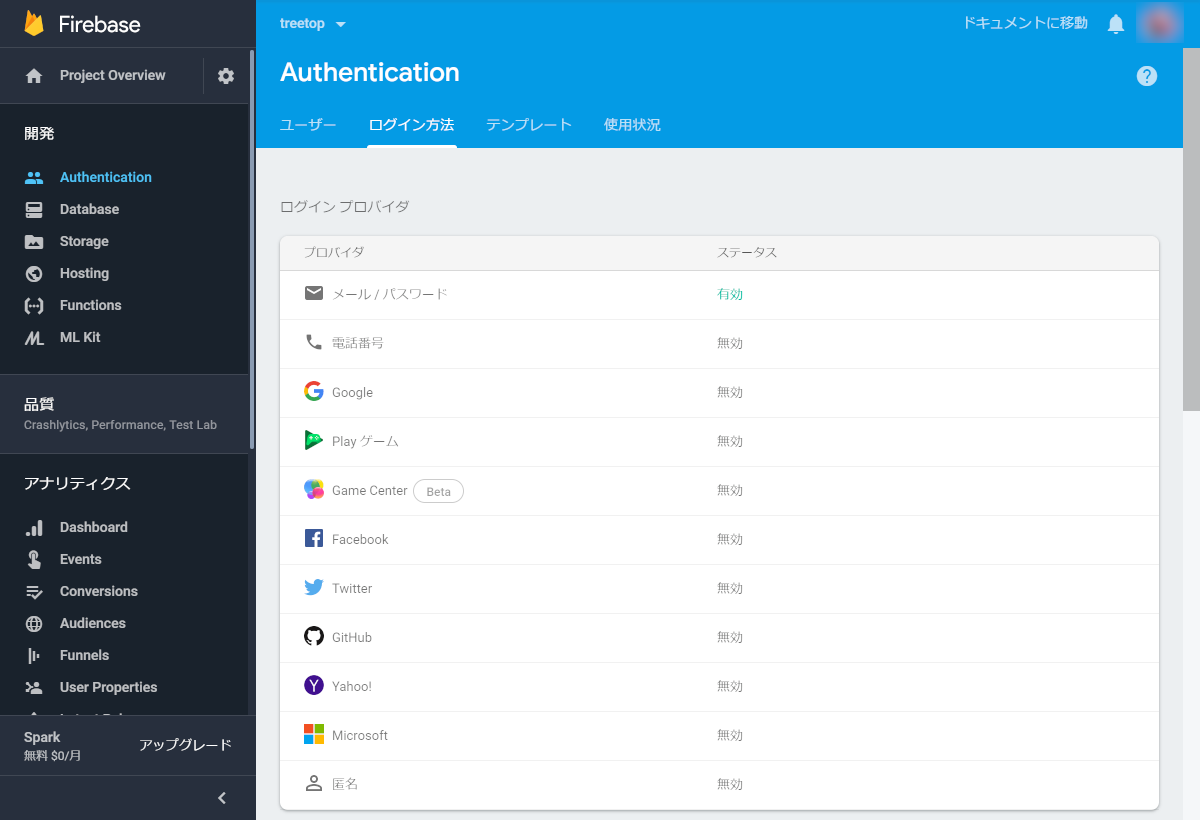 Firebase
Project Overview
開発
Authentication
Database
Storage
Hosting
Functions
ML Kit
品質
Crashlytics, Performance, Test Lab
アナリティクス
Dashboard
Events
Conversions
Audiences
Funnels
User Properties
Spark
無料 $0/月
アップグレード
treetop
ドキュメントに移動
Authentication
ユーザー ログイン方法 テンプレート 使用状況
ログイン プロバイダ
プロバイダ ステータス
メール / パスワード 有効
電話番号 無効
Google 無効
Play ゲーム 無効
Game Center Beta 無効
Facebook 無効
Twitter 無効
GitHub 無効
Yahoo! 無効
Microsoft 無効
匿名 無効